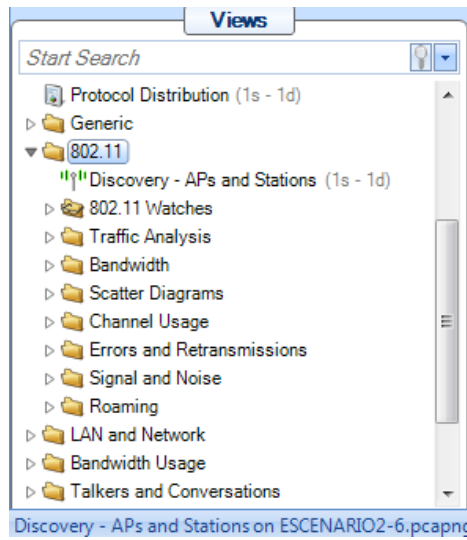 Views
Start Search
Protocol Distribution (1s - 1d)
Generic
802.11
Discovery - APs and Stations (1s - 1d)
802.11 Watches
Traffic Analysis
Bandwidth
Scatter Diagrams
Channel Usage
Errors and Retransmissions
Signal and Noise
Roaming
LAN and Network
Bandwidth Usage
Talkers and Conversations
Discovery - APs and Stations on ESCENARIO2-6.pcapng